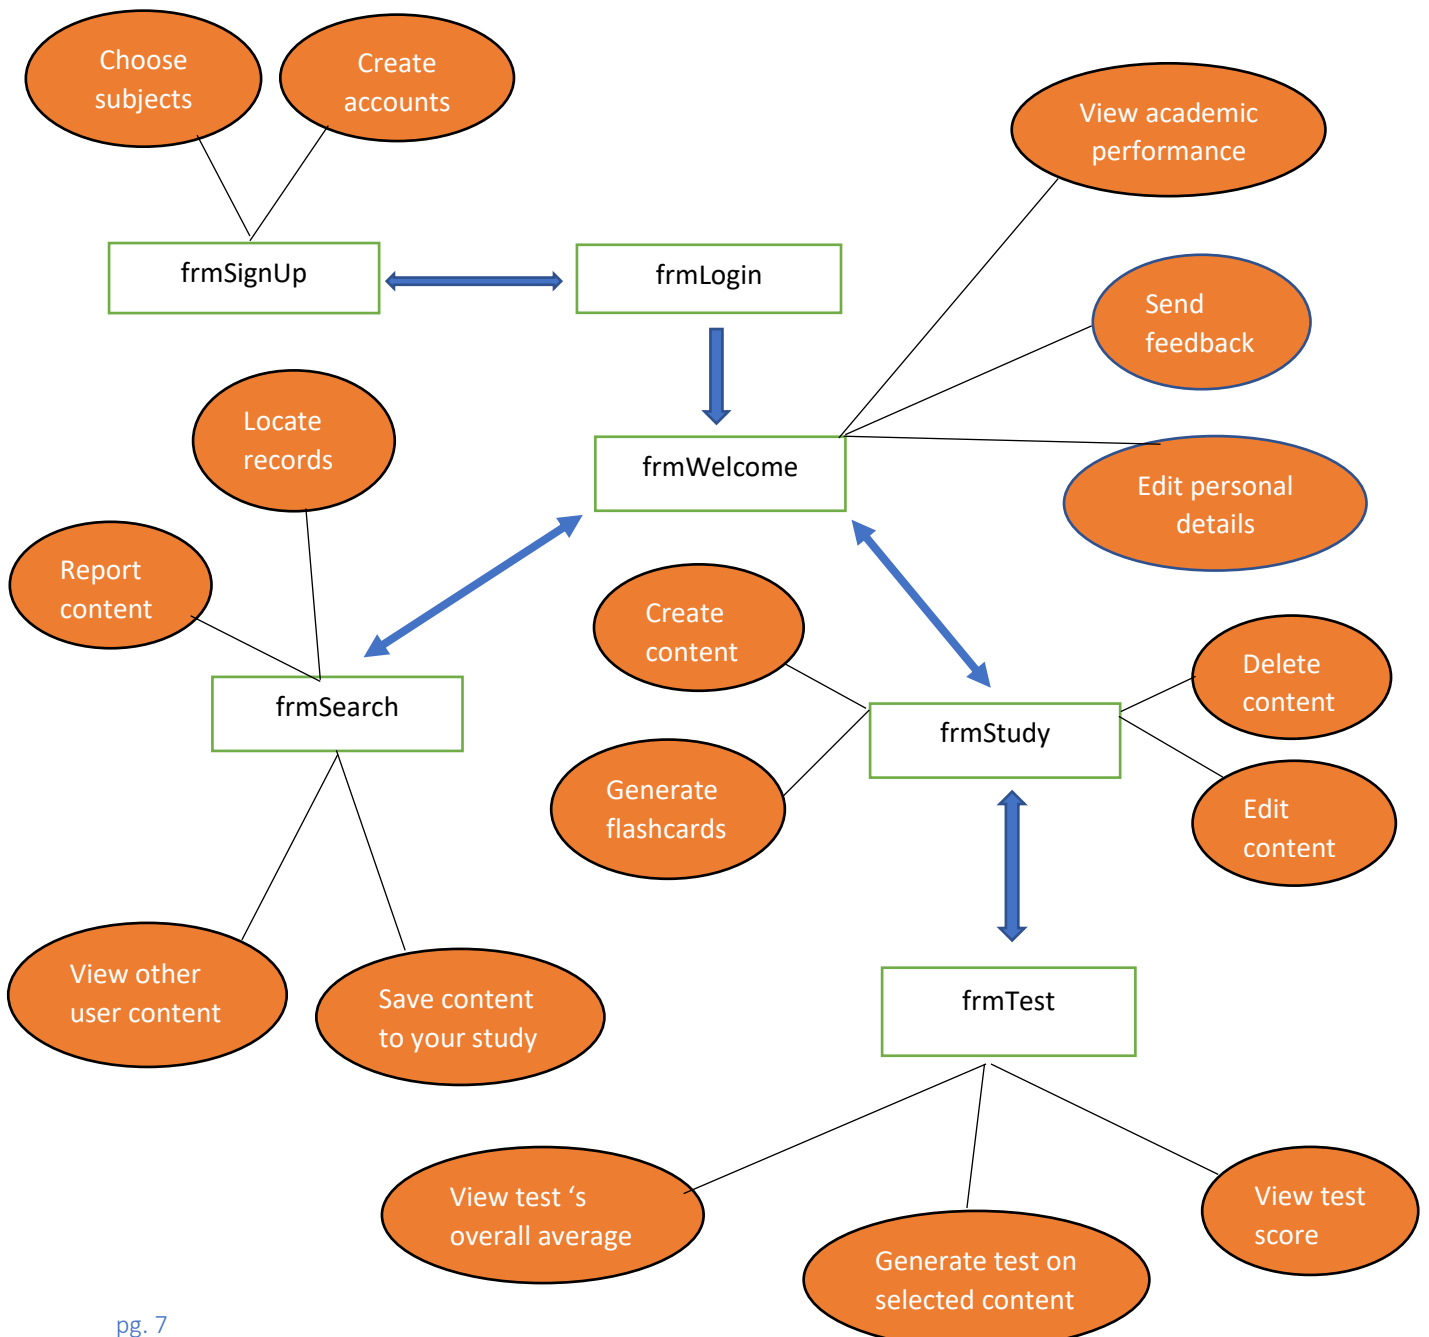 Choose
subjects
Create
accounts
View academic
performance
frmSignUp
frmLogin
Send
feedback
Locate
records
frmWelcome
Edit personal
details
Report
content
Create
content
Delete
content
frmSearch
frmStudy
Generate
flashcards
Edit
content
View other
user content
Save content
to your study
frmTest
View test ‘s
overall average
Generate test on
selected content
View test
score
pg. 7